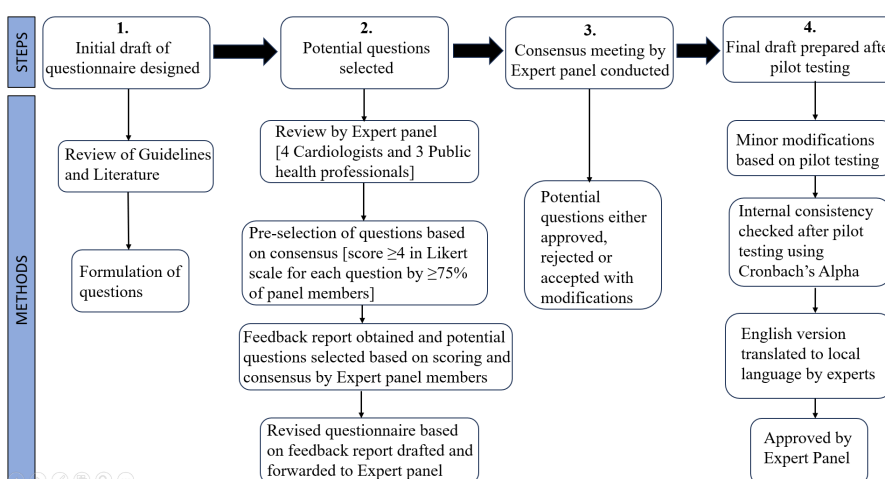 STEPS
1.
Initial draft of
questionnaire designed
2.
Potential questions
selected
3.
Consensus meeting by
Expert panel conducted
4.
Final draft prepared after
pilot testing
METHODS
Review of Guidelines
and Literature
Formulation of
questions
Review by Expert panel
[4 Cardiologists and 3 Public
health professionals]
Pre-selection of questions based
on consensus [score ≥4 in Likert
scale for each question by ≥75%
of panel members]
Feedback report obtained and potential
questions selected based on scoring and
consensus by Expert panel members
Revised questionnaire based
on feedback report drafted and
forwarded to Expert panel
Potential
questions either
approved,
rejected or
accepted with
modifications
Minor modifications
based on pilot testing
Internal consistency
checked after pilot
testing using
Cronbach’s Alpha
English version
translated to local
language by experts
Approved by
Expert Panel